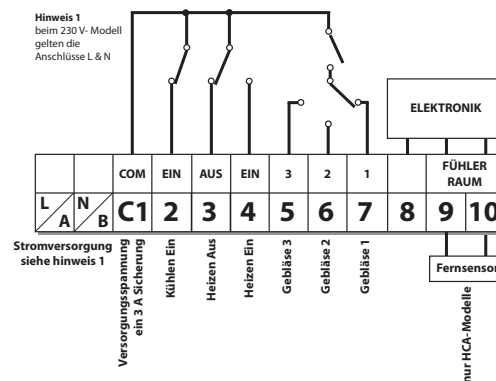 Hinweis 1
beim 230 V- Modell
gelten die
Anschlüsse L & N
ELEKTRONIK
COM EIN AUS EIN 3 2 1 FÜHLER
RAUM
L A N B C1 2 3 4 5 6 7 8 9 10
Stromversorgung
siehe hinweis 1
Versorgungsspannung
ein 3 A Sicherung
Kühlen Ein
Heizen Aus
Heizen Ein
Gebläse 3
Gebläse 2
Gebläse 1
Fernsensor
nur HCA-Modelle